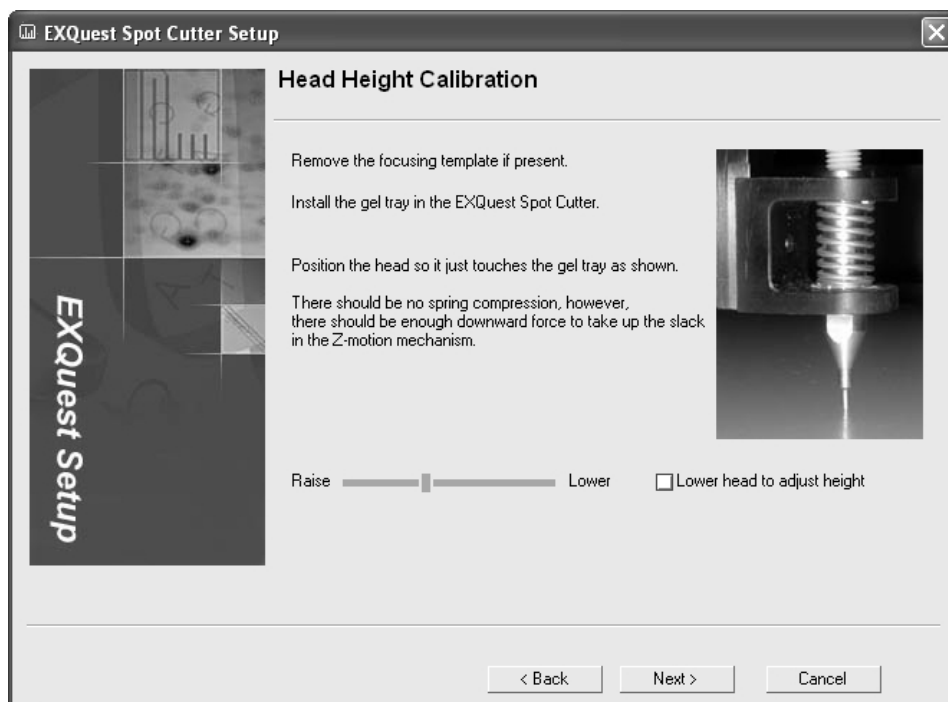 EXQuest Spot Cutter Setup
Head Height Calibration
Remove the focusing template if present.
Install the gel tray in the EXQuest Spot Cutter.
Position the head so it just touches the gel tray as shown.
There should be no spring compression, however,
there should be enough downward force to take up the slack
in the Z-motion mechanism.
EXQuest Setup
Raise
Lower
Lower head to adjust height
< Back
Next >
Cancel